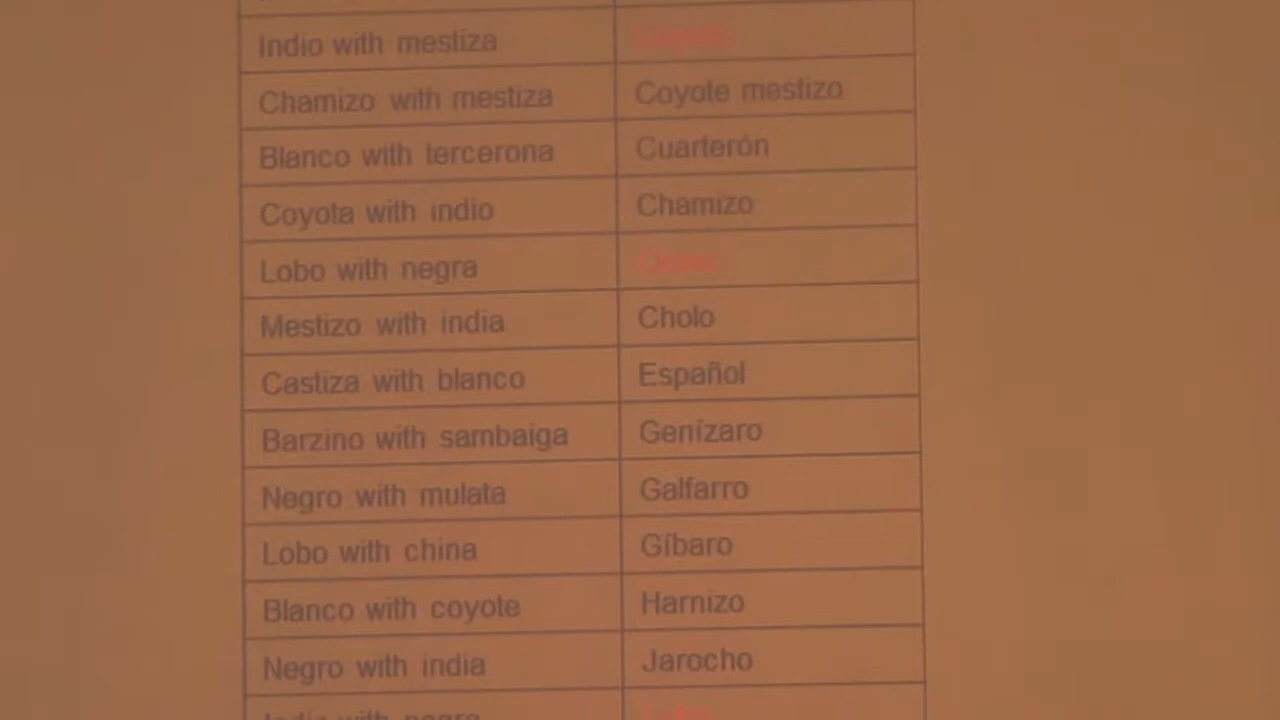 Indio with mestiza
Chamizo with mestiza Coyote mestizo
Blanco with tercerona Cuarterón
Coyota with indio Chamizo
Lobo with negra
Mestizo with india Cholo
Castiza with blanco Español
Barzino with sambaiga Genízaro
Negro with mulata Galfarro
Lobo with china Gíbaro
Blanco with coyote Harnizo
Negro with india Jarocho